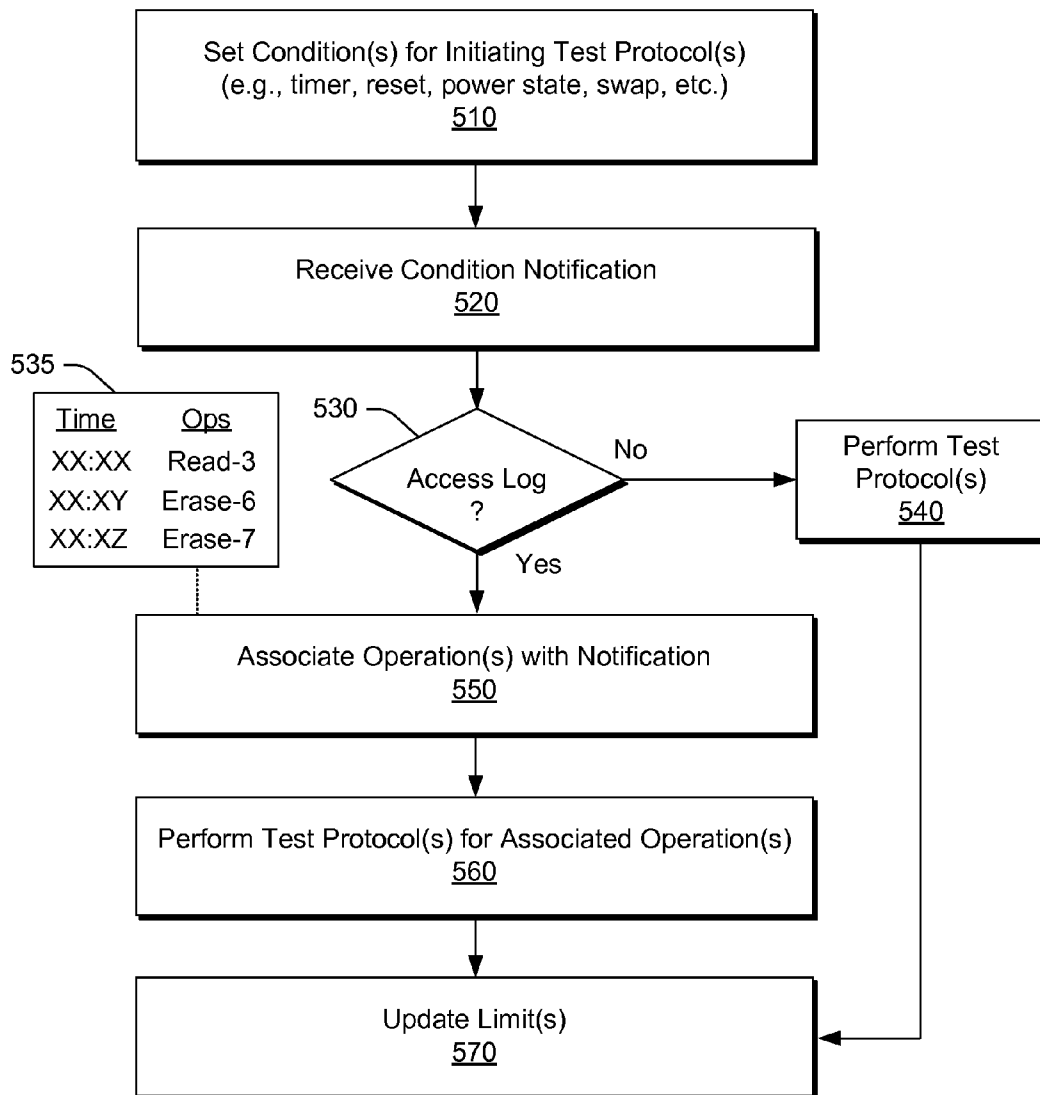 Set Condition(s) for Initiating Test Protocol(s)
(e.g., timer, reset, power state, swap, etc.)
510
Receive Condition Notification
520
535
Time Ops
XX:XX Read-3
XX:XY Erase-6
XX:XZ Erase-7
530
Access Log
?
No
Yes
Perform Test
Protocol(s)
540
Associate Operation(s) with Notification
550
Perform Test Protocol(s) for Associated Operation(s)
560
Update Limit(s)
570